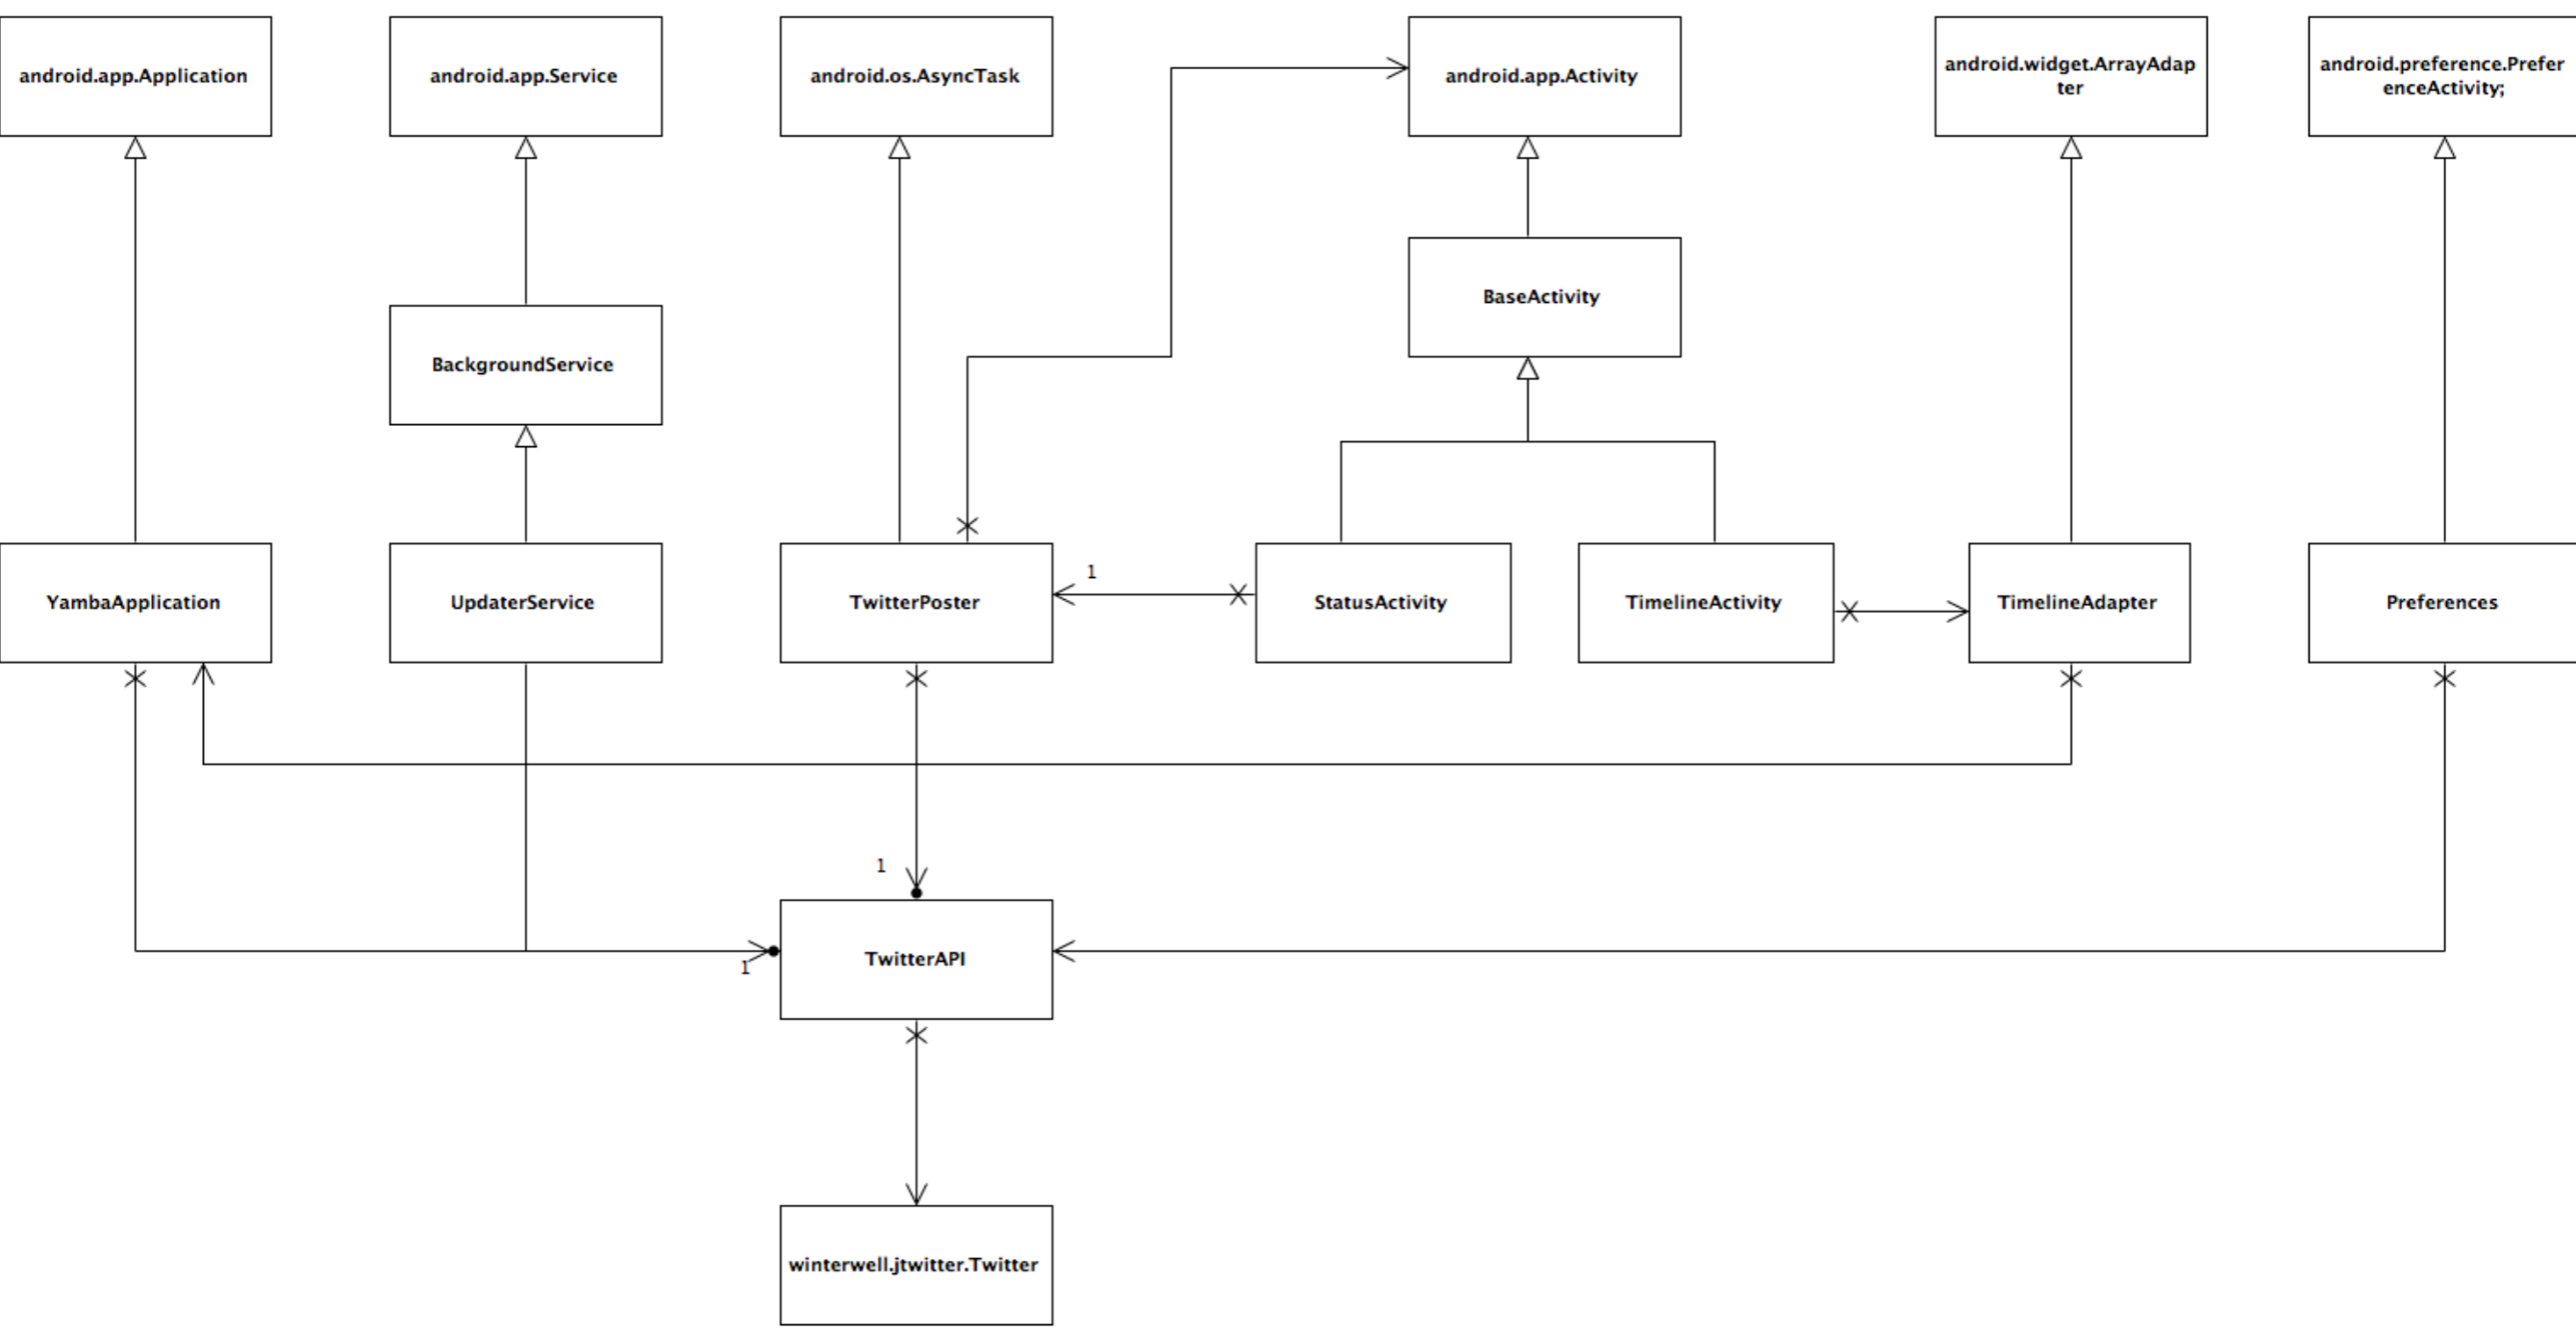 android.app.Application
android.app.Service
android.os.AsyncTask
android.app.Activity
android.widget.ArrayAdap
ter
android.preference.Prefer
enceActivity;
BaseActivity
BackgroundService
1
YambaApplication
UpdaterService
TwitterPoster
StatusActivity
TimelineActivity
TimelineAdapter
Preferences
1
TwitterAPI
1
winterwell.jtwitter.Twitter